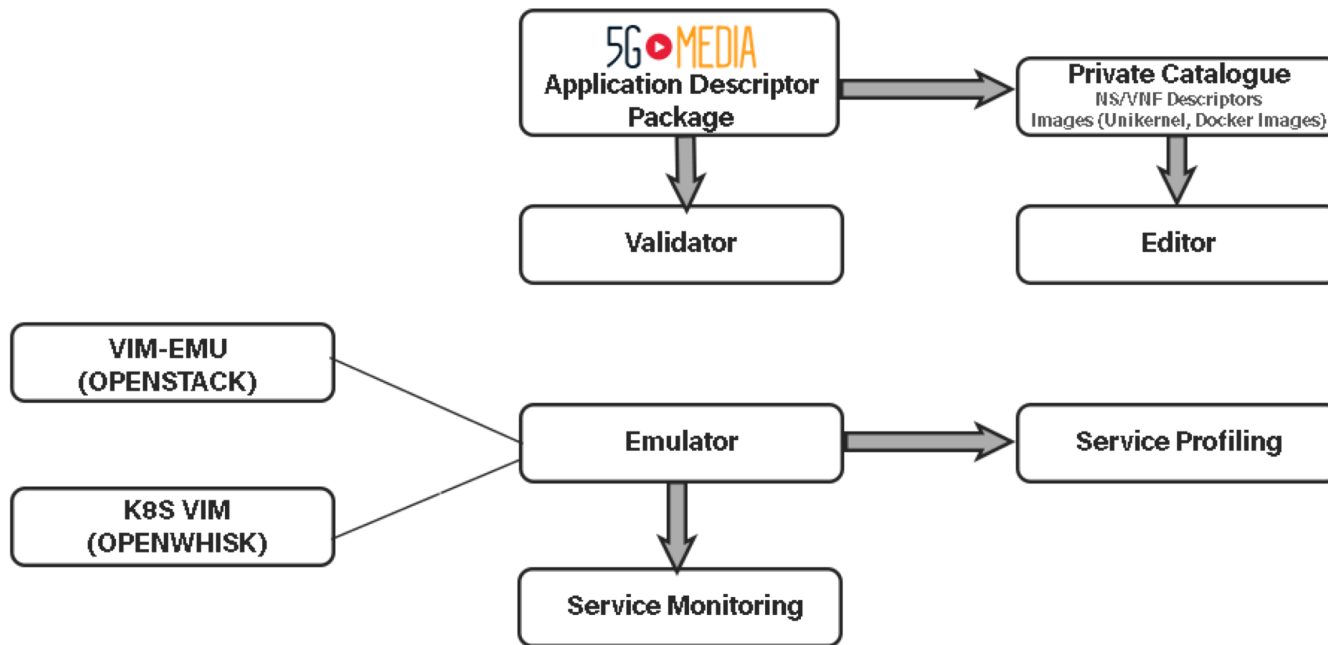 5G MEDIA
Application Descriptor
Package
Private Catalogue
NS/VNF Descriptors
Images (Unikernel, Docker Images)
Validator
Editor
VIM-EMU
(OPENSTACK)
Emulator
Service Profiling
K8S VIM
(OPENWHISK)
Service Monitoring